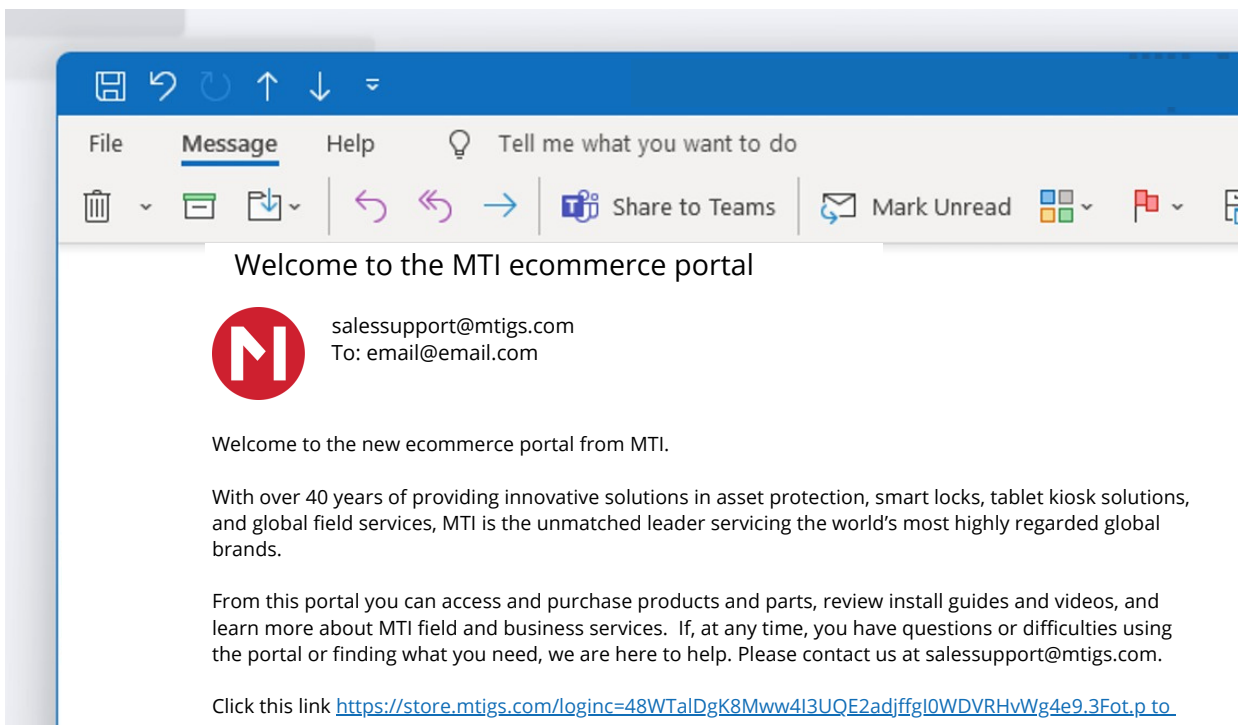 File Message Help Tell me what you want to do
Share to Teams Mark Unread
Welcome to the MTI ecommerce portal
salessupport@mtigs.com
To: email@email.com
Welcome to the new ecommerce portal from MTI.
With over 40 years of providing innovative solutions in asset protection, smart locks, tablet kiosk solutions,
and global field services, MTI is the unmatched leader servicing the world's most highly regarded global
brands.
From this portal you can access and purchase products and parts, review install guides and videos, and
learn more about MTI field and business services.  If, at any time, you have questions or difficulties using
the portal or finding what you need, we are here to help. Please contact us at salessupport@mtigs.com.
Click this link https://store.mtigs.com/loginc=48WTalDgK8Mww4I3UQE2adjffgI0WDVRHvWg4e9.3Fot.p to